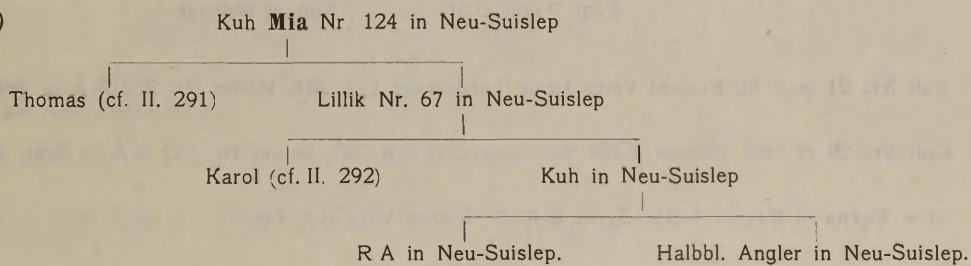 )
Kuh Mia Nr. 124 in Neu-Suislep
Thomas (cf. II. 291) Lillik Nr. 67 in Neu-Suislep
Karol (cf. II. 292) Kuh in Neu-Suislep
R A in Neu-Suislep. Halbbl. Angler in Neu-Suislep.